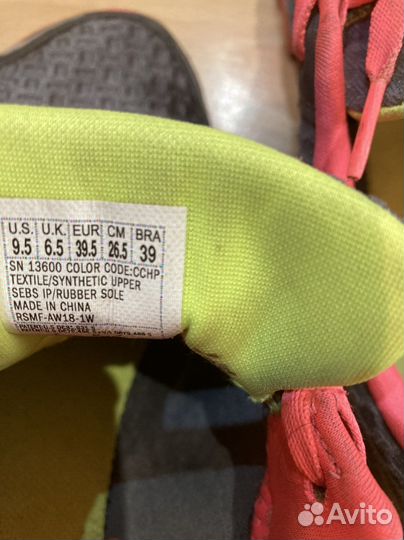 U.S. U.K. EUR CM BRA
9.5 6.5 39.5 26.5 39
SN 13600 COLOR CODE:CCHP
TEXTILE/SYNTHETIC UPPER
SEBS IP/RUBBER SOLE
MADE IN CHINA
RSMF-AW18-1W
Avito